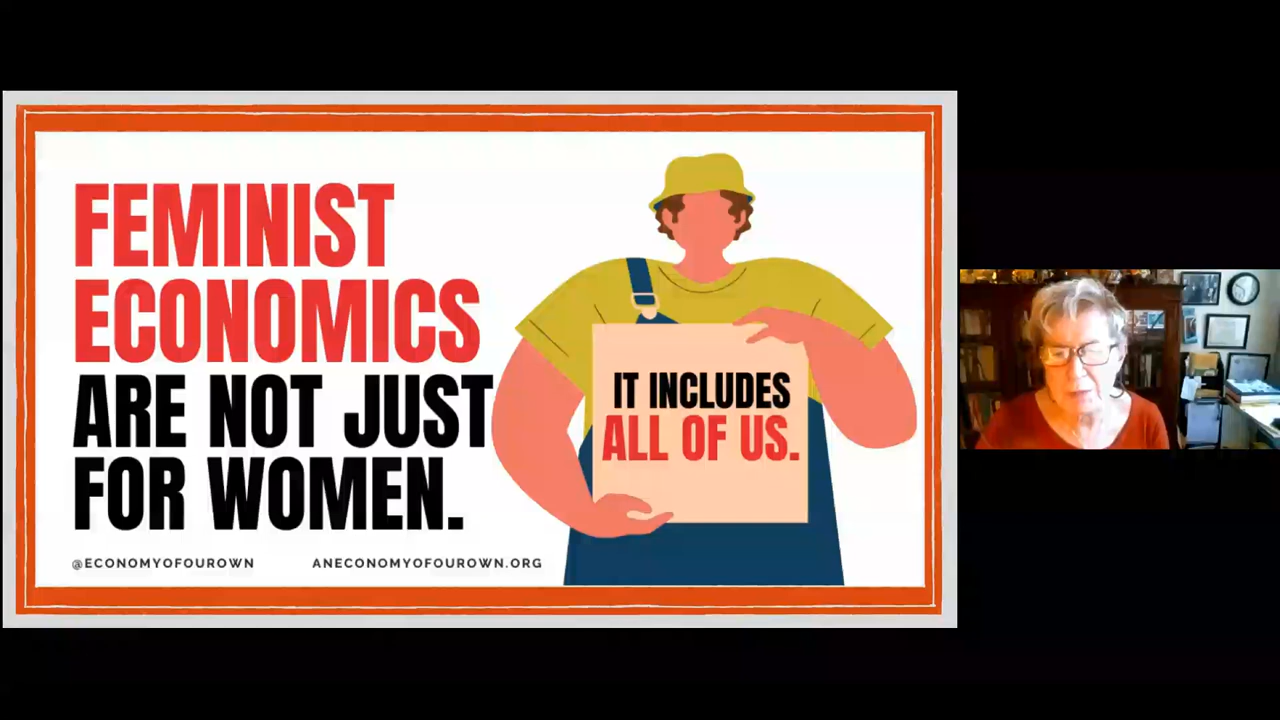 FEMINIST
ECONOMICS
ARE NOT JUST
FOR WOMEN.
IT INCLUDES
ALL OF US.
@ECONOMYOFOUROWN
ANECONOMYOFOUROWN.ORG